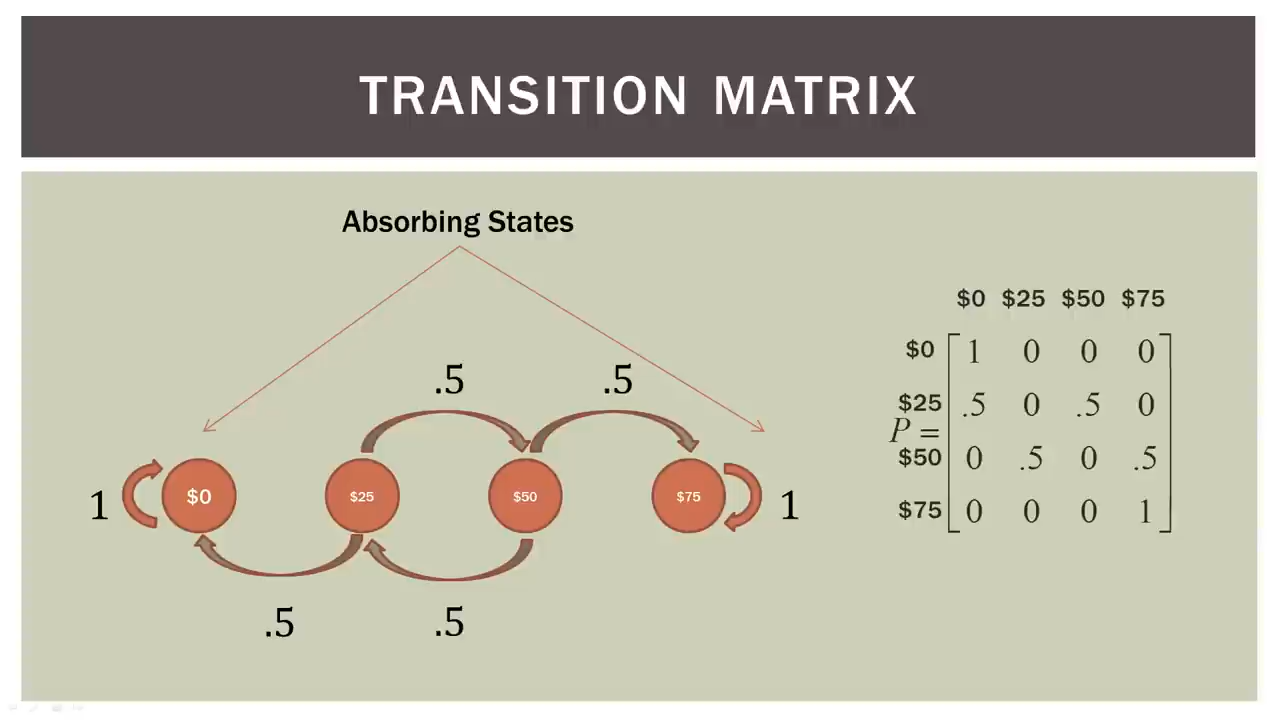 TRANSITION MATRIX
Absorbing States
.5 .5
1 $0 $25 $50 $75 1
.5 .5
$0 $25 $50 $75
$0 1 0 0 0
$25 .5 0 .5 0
P =
$50 0 .5 0 .5
$75 0 0 0 1